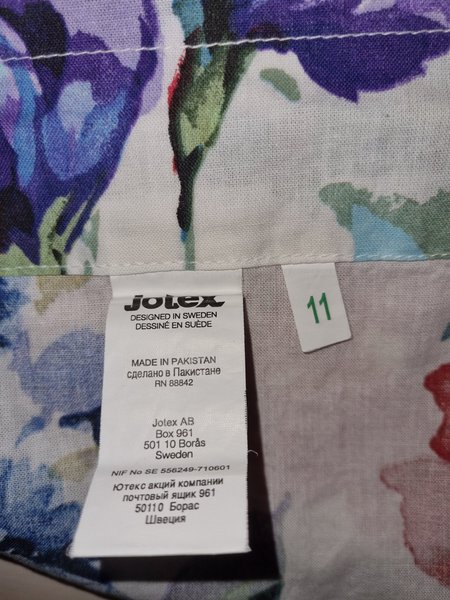 Jotex
DESIGNED IN SWEDEN
DESSINÉ EN SUÈDE
MADE IN PAKISTAN
сделано в Пакистане
RN 88842
Jotex AB
Box 961
501 10 Borås
Sweden
NIF No SE 556249-710601
Ютекс акций компании
почтовый ящик 961
50110 Борас
Швеция
11